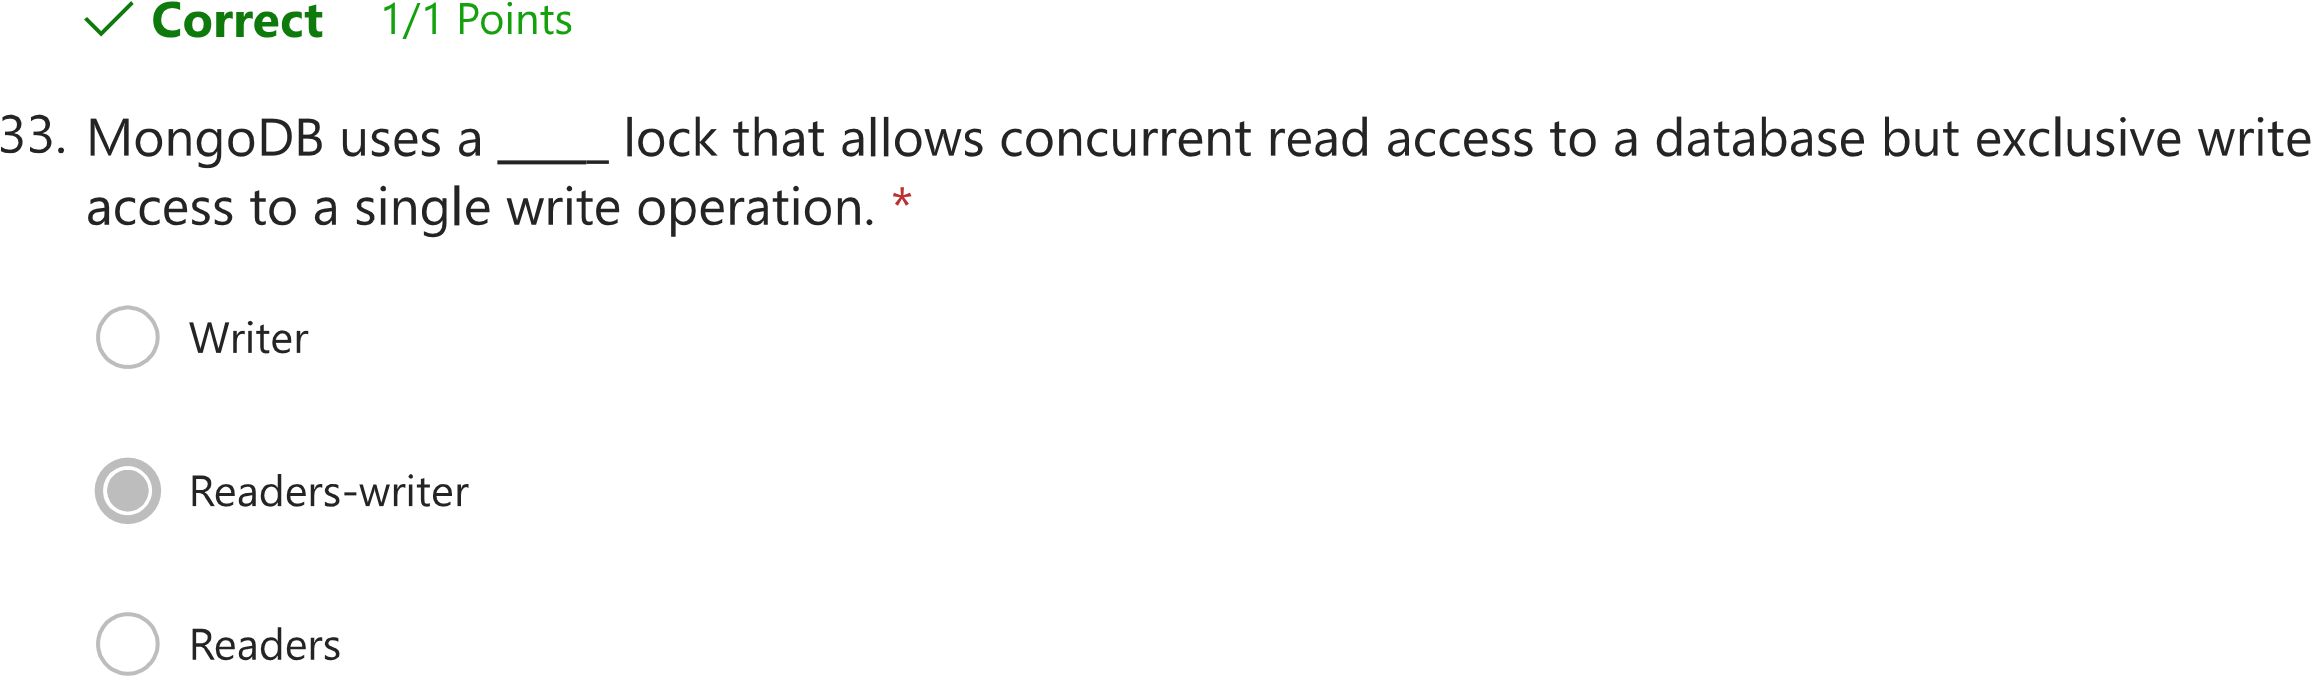 Correct 1/1 Points
33. MongoDB uses a _____ lock that allows concurrent read access to a database but exclusive write
access to a single write operation. *
Writer
Readers-writer
Readers